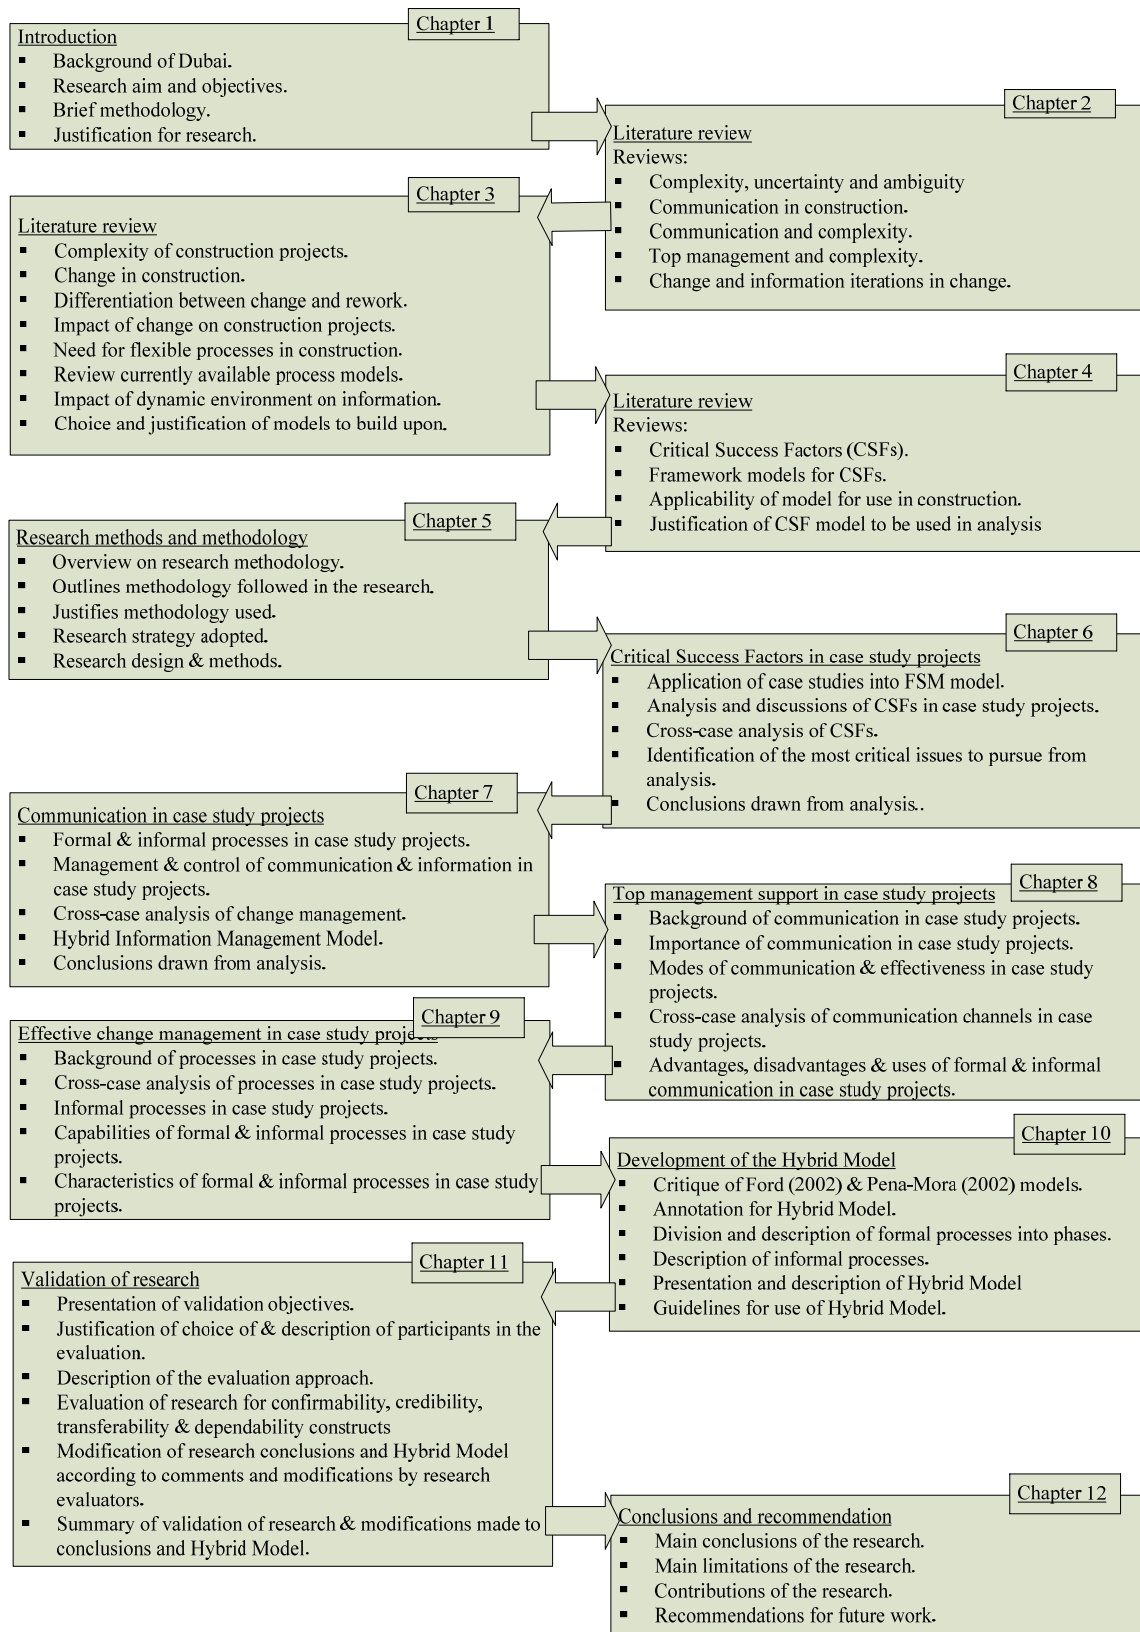 Chapter 1
Introduction
▪ Background of Dubai.
▪ Research aim and objectives.
▪ Brief methodology.
▪ Justification for research.
Chapter 2
Literature review
Reviews:
▪ Complexity, uncertainty and ambiguity
▪ Communication in construction.
▪ Communication and complexity.
▪ Top management and complexity.
▪ Change and information iterations in change.
Chapter 3
Literature review
▪ Complexity of construction projects.
▪ Change in construction.
▪ Differentiation between change and rework.
▪ Impact of change on construction projects.
▪ Need for flexible processes in construction.
▪ Review currently available process models.
▪ Impact of dynamic environment on information.
▪ Choice and justification of models to build upon.
Chapter 4
Literature review
Reviews:
▪ Critical Success Factors (CSFs).
▪ Framework models for CSFs.
▪ Applicability of model for use in construction.
▪ Justification of CSF model to be used in analysis
Chapter 5
Research methods and methodology
▪ Overview on research methodology.
▪ Outlines methodology followed in the research.
▪ Justifies methodology used.
▪ Research strategy adopted.
▪ Research design & methods.
Chapter 6
Critical Success Factors in case study projects
▪ Application of case studies into FSM model.
▪ Analysis and discussions of CSFs in case study projects.
▪ Cross-case analysis of CSFs.
▪ Identification of the most critical issues to pursue from
analysis.
▪ Conclusions drawn from analysis..
Chapter 7
Communication in case study projects
▪ Formal & informal processes in case study projects.
▪ Management & control of communication & information in
case study projects.
▪ Cross-case analysis of change management.
▪ Hybrid Information Management Model.
▪ Conclusions drawn from analysis.
Chapter 8
Top management support in case study projects
▪ Background of communication in case study projects.
▪ Importance of communication in case study projects.
▪ Modes of communication & effectiveness in case study
projects.
▪ Cross-case analysis of communication channels in case
study projects.
▪ Advantages, disadvantages & uses of formal & informal
communication in case study projects.
Chapter 9
Effective change management in case study projects
▪ Background of processes in case study projects.
▪ Cross-case analysis of processes in case study projects.
▪ Informal processes in case study projects.
▪ Capabilities of formal & informal processes in case study
projects.
▪ Characteristics of formal & informal processes in case study
projects.
Chapter 10
Development of the Hybrid Model
▪ Critique of Ford (2002) & Pena-Mora (2002) models.
▪ Annotation for Hybrid Model.
▪ Division and description of formal processes into phases.
▪ Description of informal processes.
▪ Presentation and description of Hybrid Model
▪ Guidelines for use of Hybrid Model.
Chapter 11
Validation of research
▪ Presentation of validation objectives.
▪ Justification of choice of & description of participants in the
evaluation.
▪ Description of the evaluation approach.
▪ Evaluation of research for confirmability, credibility,
transferability & dependability constructs
▪ Modification of research conclusions and Hybrid Model
according to comments and modifications by research
evaluators.
▪ Summary of validation of research & modifications made to
conclusions and Hybrid Model.
Chapter 12
Conclusions and recommendation
▪ Main conclusions of the research.
▪ Main limitations of the research.
▪ Contributions of the research.
▪ Recommendations for future work.